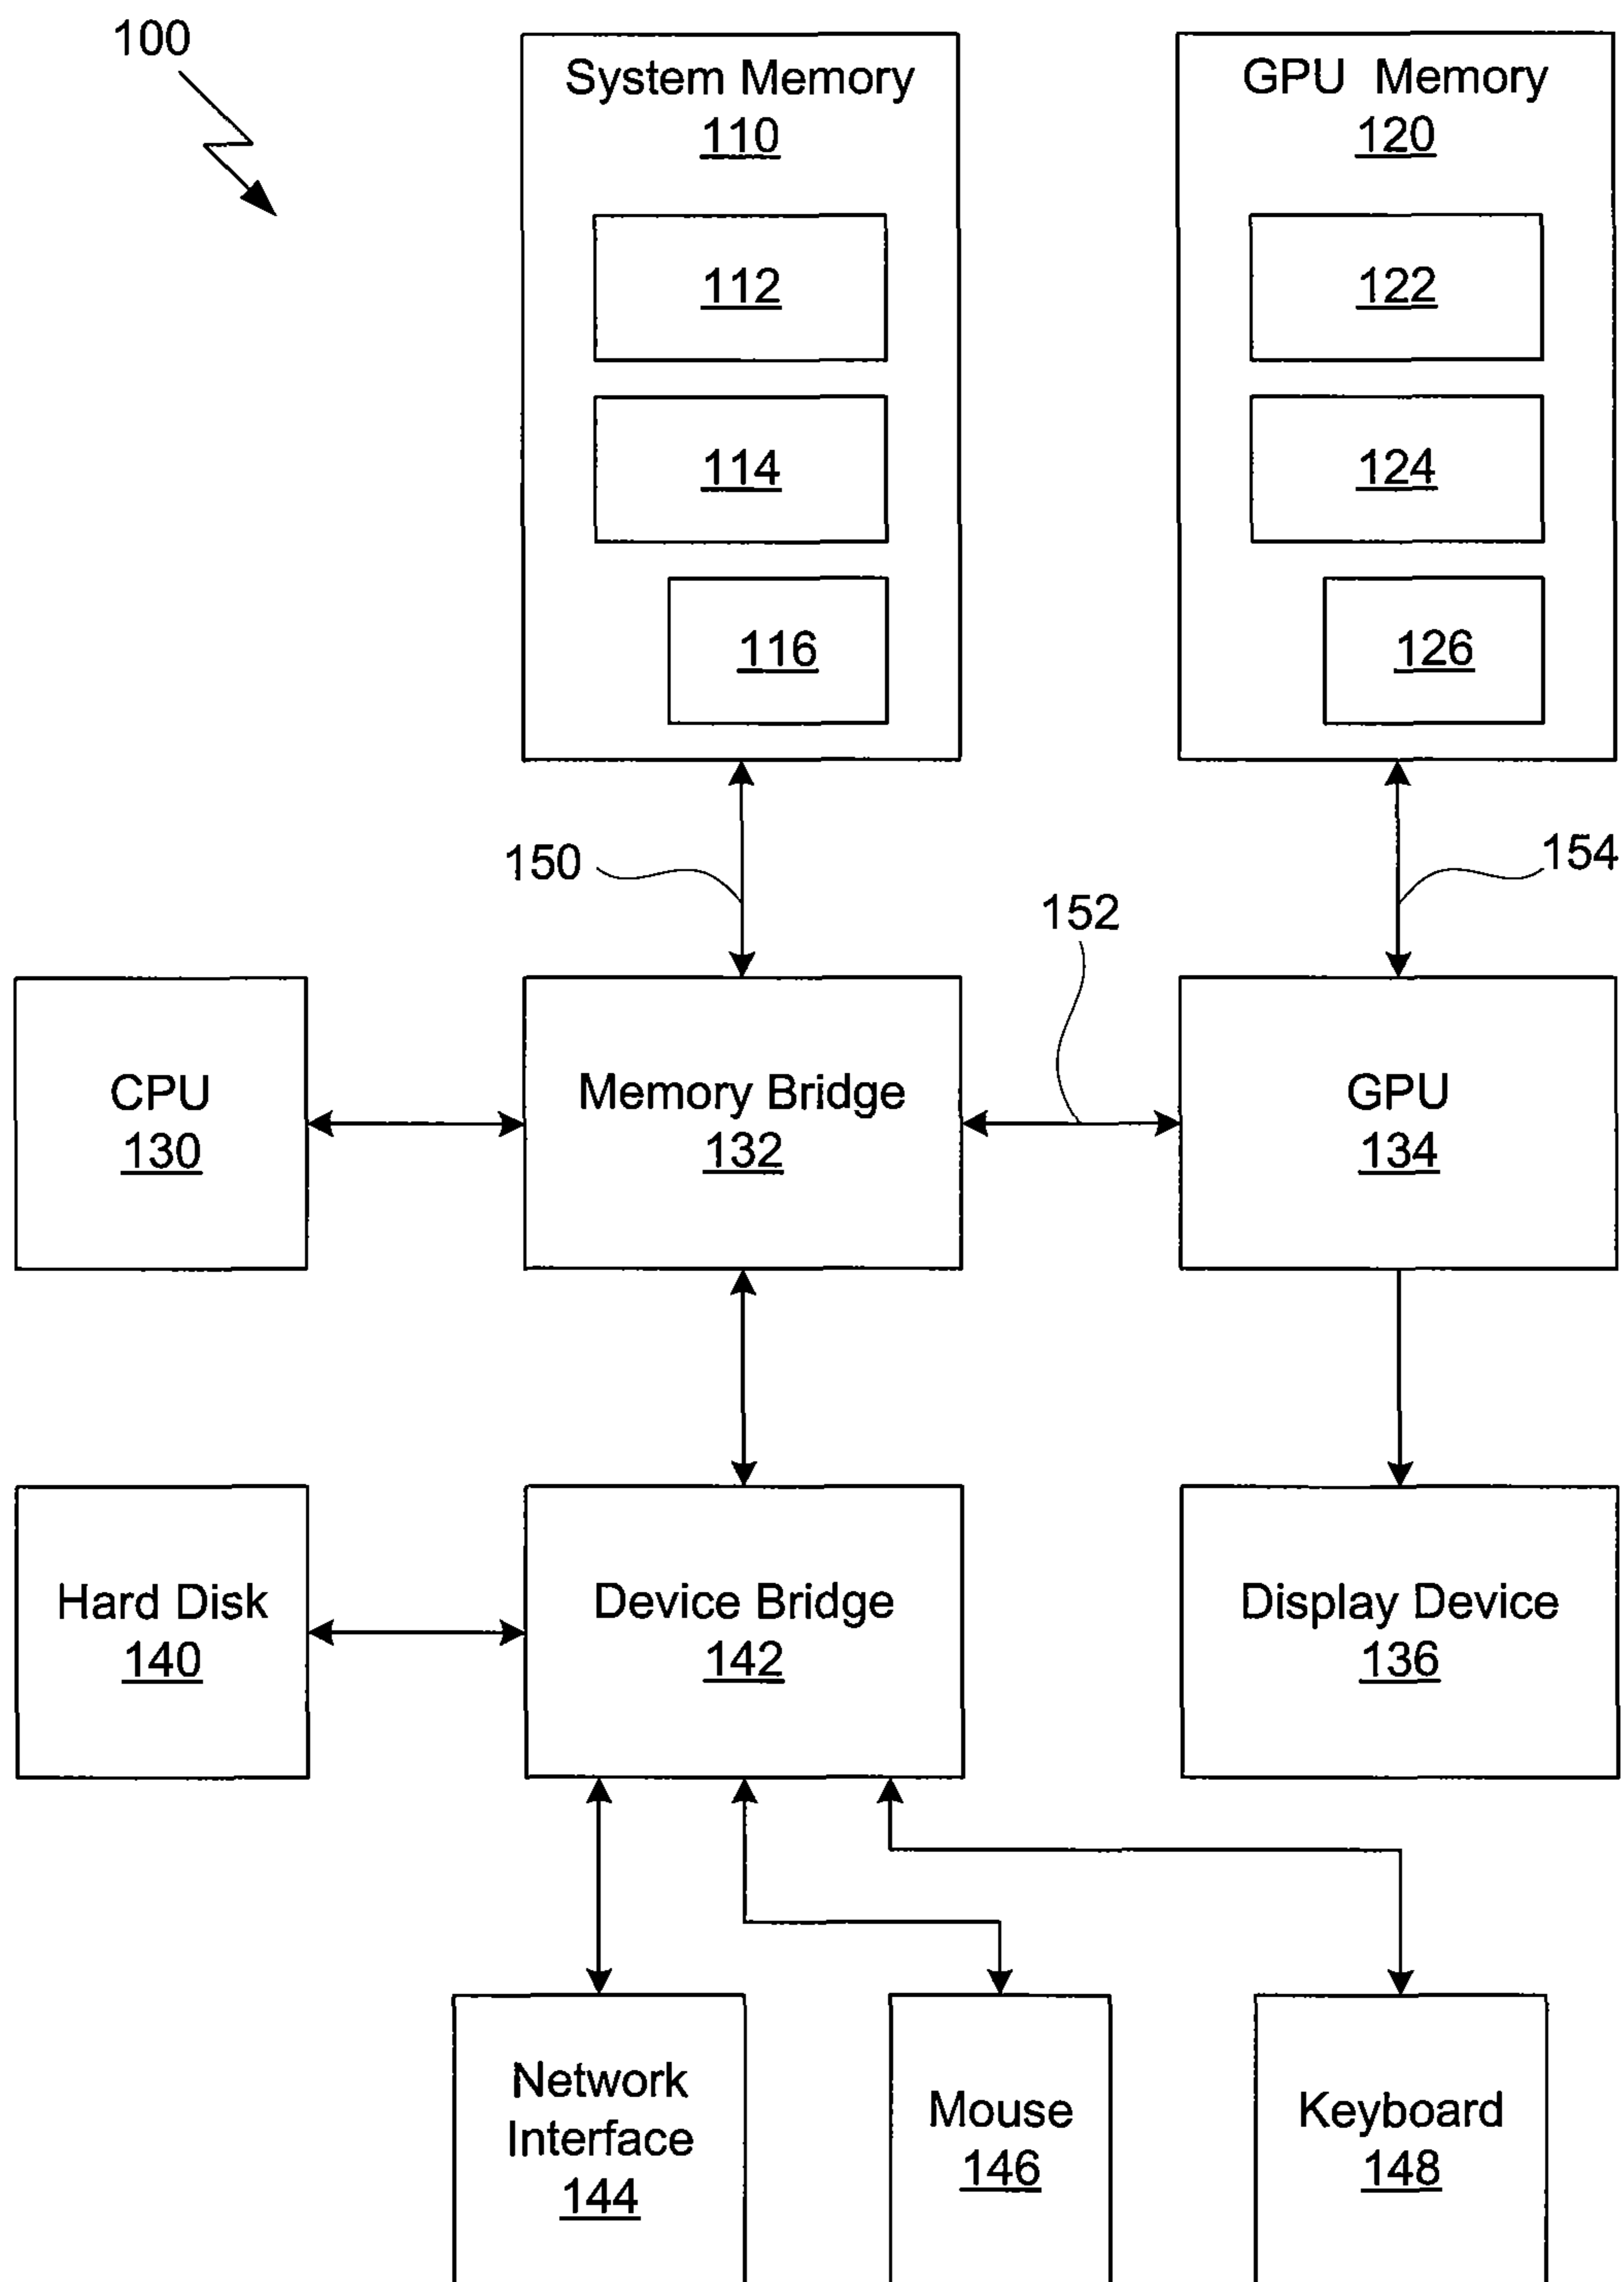 100
System Memory
110
112
114
116
GPU Memory
120
122
124
126
150
152
154
CPU
130
Memory Bridge
132
GPU
134
Hard Disk
140
Device Bridge
142
Display Device
136
Network
Interface
144
Mouse
146
Keyboard
148